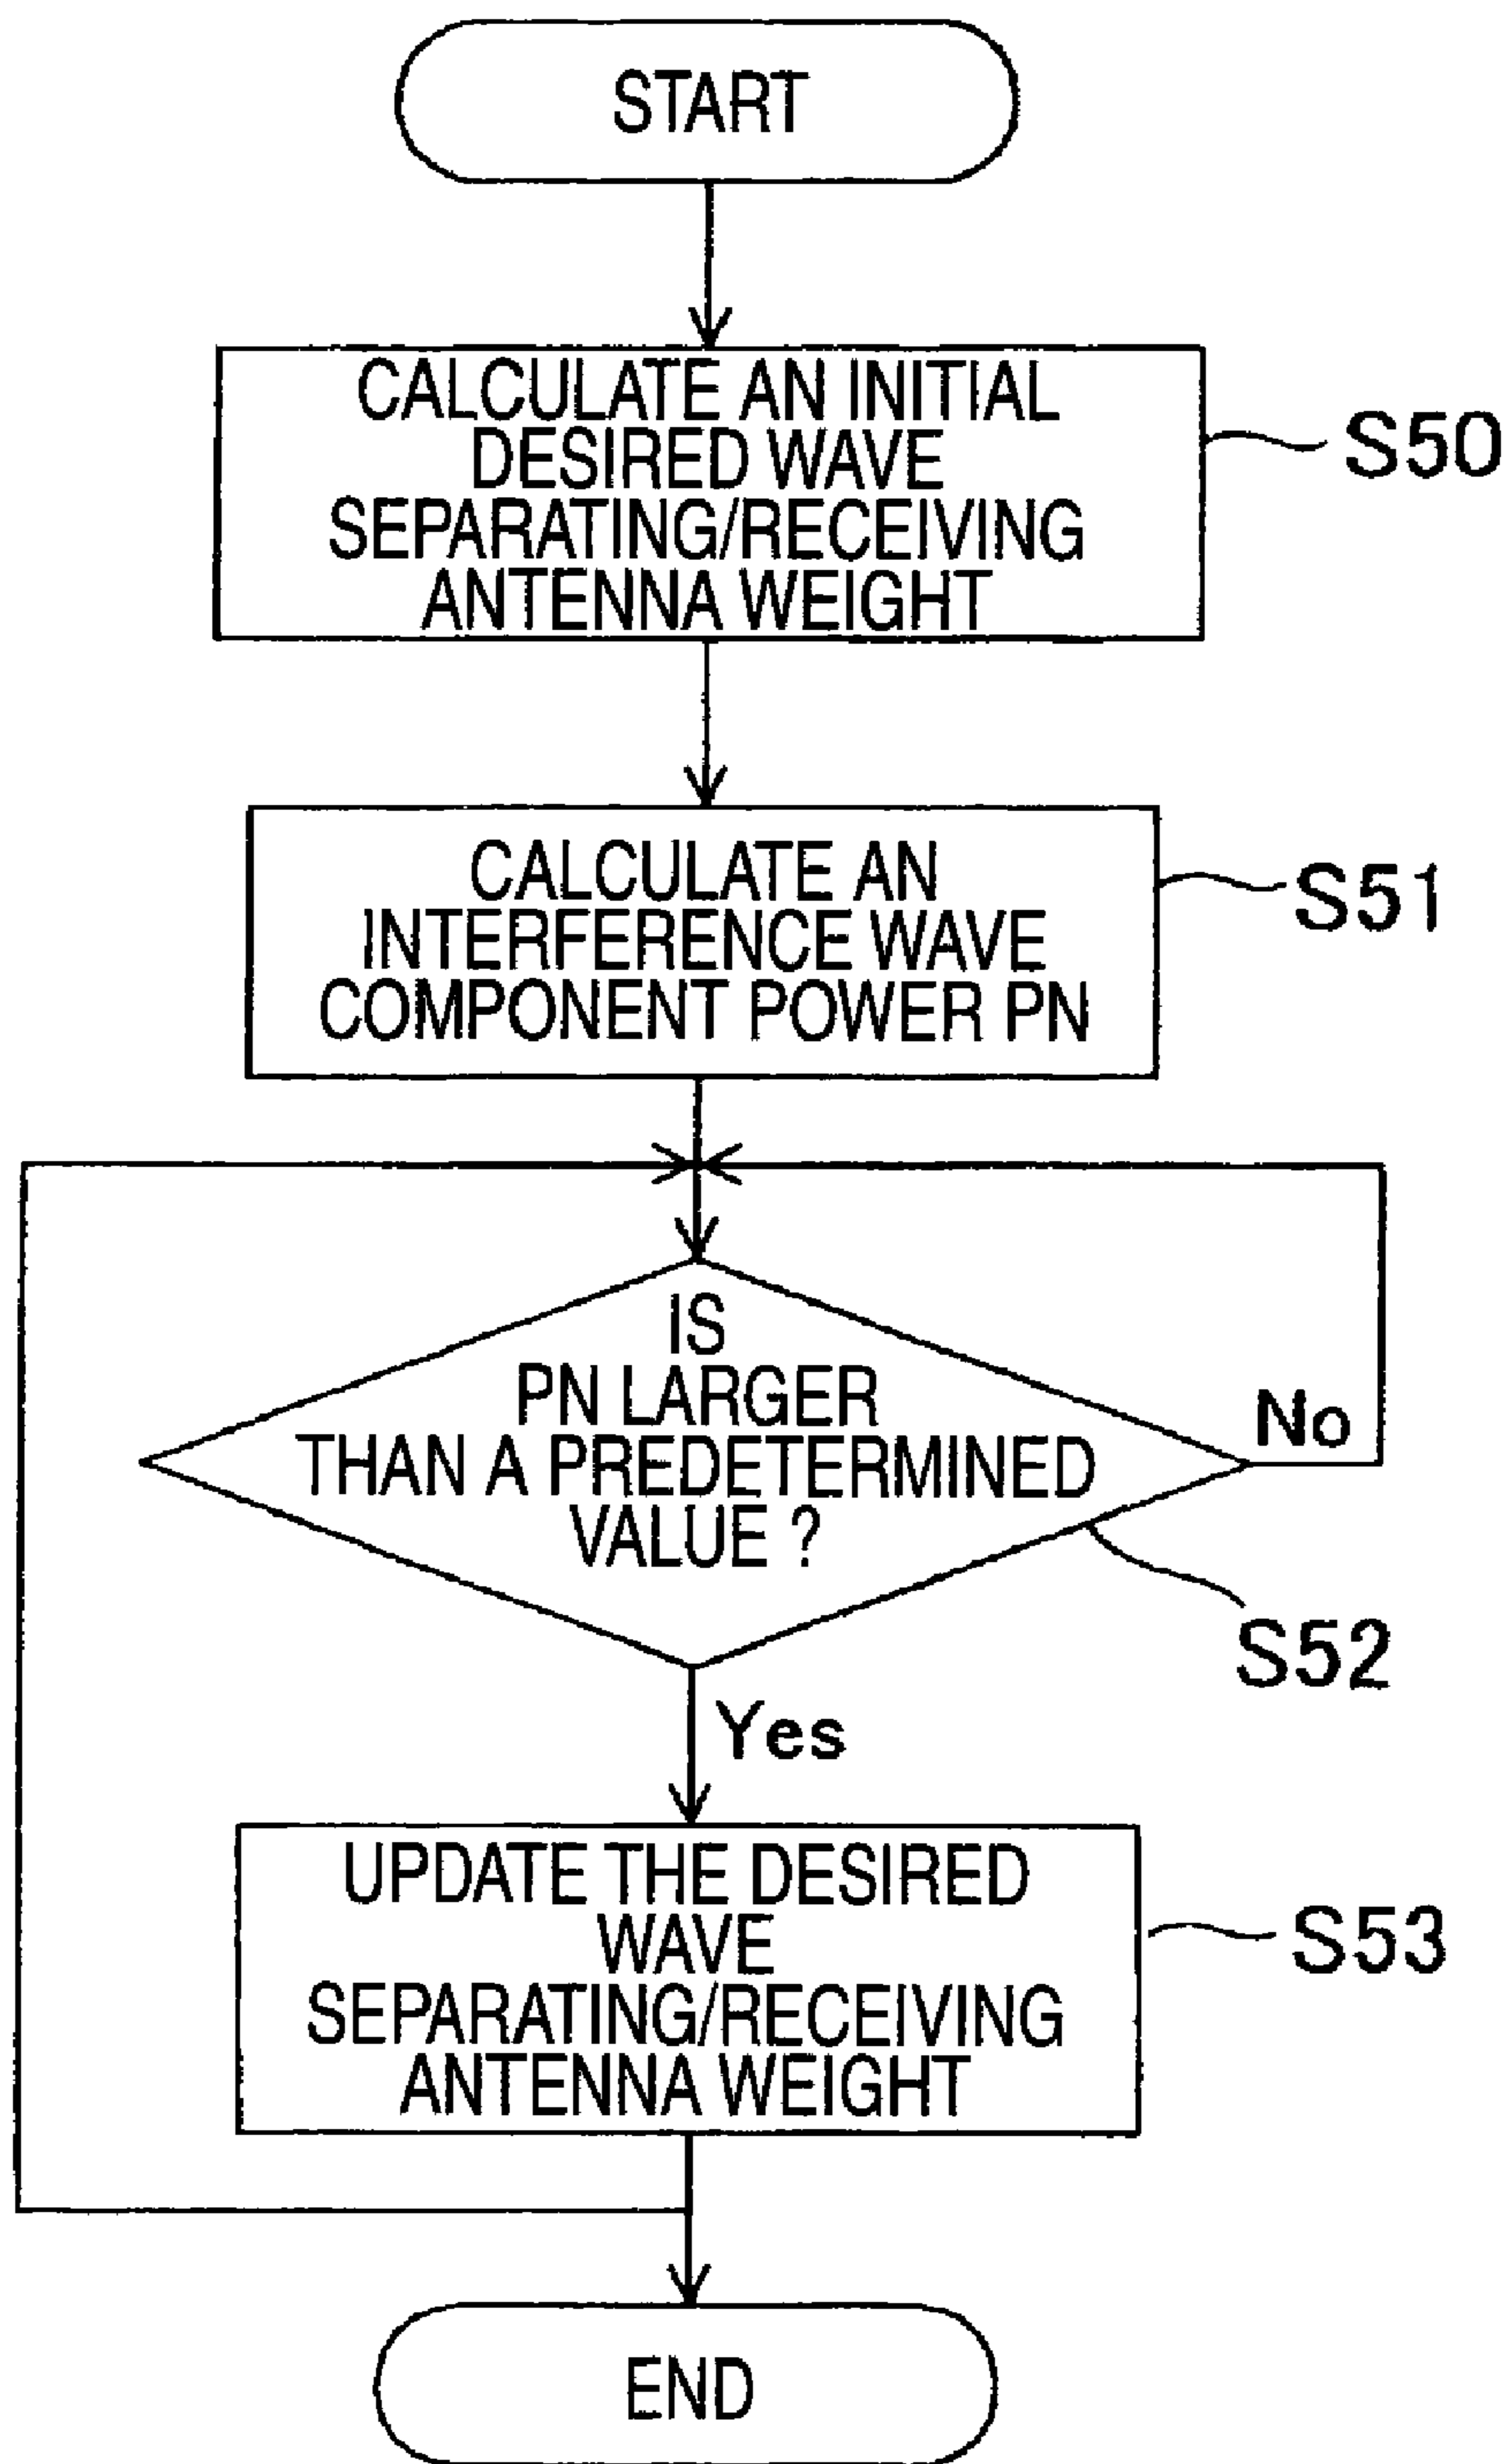 START
CALCULATE AN INITIAL
DESIRED WAVE
SEPARATING/RECEIVING
ANTENNA WEIGHT
S50
CALCULATE AN
INTERFERENCE WAVE
COMPONENT POWER PN
S51
IS
PN LARGER
THAN A PREDETERMINED
VALUE ?
No
S52
Yes
UPDATE THE DESIRED
WAVE
SEPARATING/RECEIVING
ANTENNA WEIGHT
S53
END